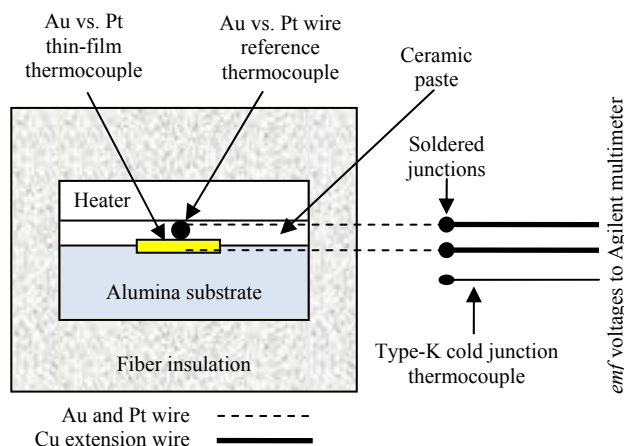 Au vs. Pt
thin-film
thermocouple
Au vs. Pt wire
reference
thermocouple
Ceramic
paste
Soldered
junctions
Heater
Alumina substrate
Fiber insulation
Type-K cold junction
thermocouple
emf voltages to Agilent multimeter
Au and Pt wire
Cu extension wire